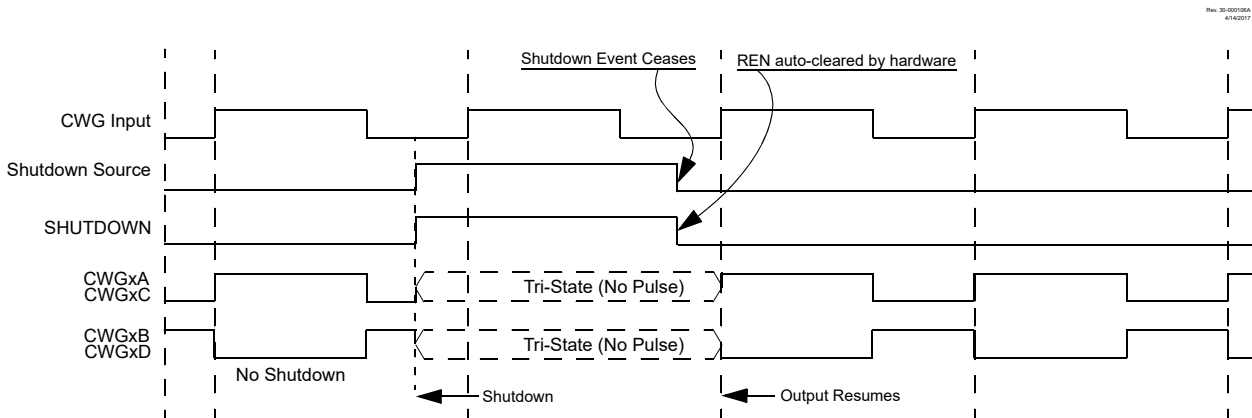 Rev. 30-000106A
4/14/2017
Shutdown Event Ceases
REN auto-cleared by hardware
CWG Input
Shutdown Source
SHUTDOWN
CWGxA
CWGxC
Tri-State (No Pulse)
CWGxB
CWGxD
Tri-State (No Pulse)
No Shutdown
Shutdown
Output Resumes